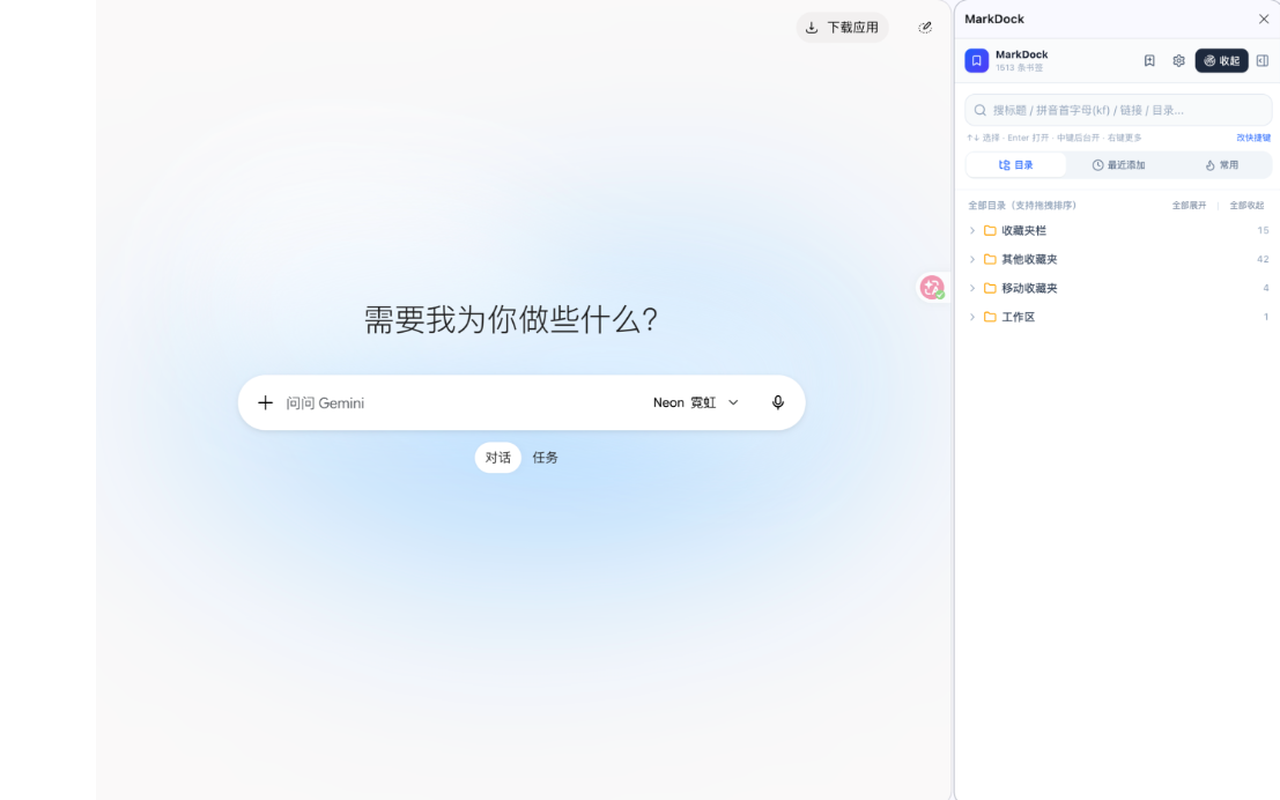 下载应用
需要我为你做些什么?
问问 Gemini
Neon 霓虹
对话
任务
MarkDock
MarkDock
1513 条书签
收起
搜标题 / 拼音首字母(kf) / 链接 / 目录...
↑↓ 选择 · Enter 打开 · 中键后台开 · 右键更多
改快捷键
目录
最近添加
常用
全部目录（支持拖拽排序）
全部展开 | 全部收起
收藏夹栏 15
其他收藏夹 42
移动收藏夹 4
工作区 1